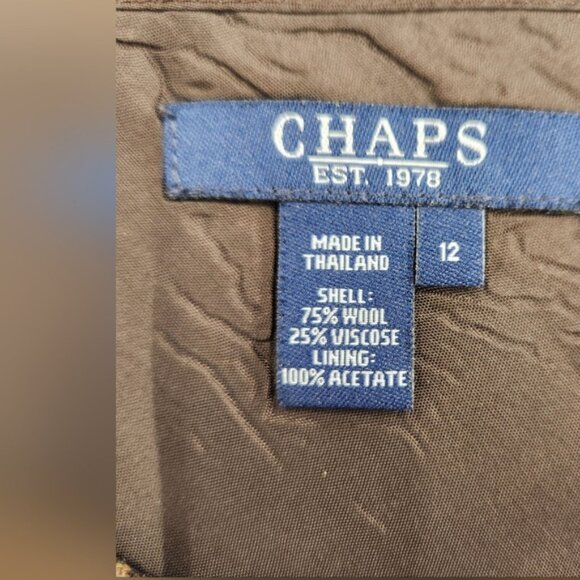 CHAPS
EST. 1978
MADE IN
THAILAND
12
SHELL:
75% WOOL
25% VISCOSE
LINING:
100% ACETATE